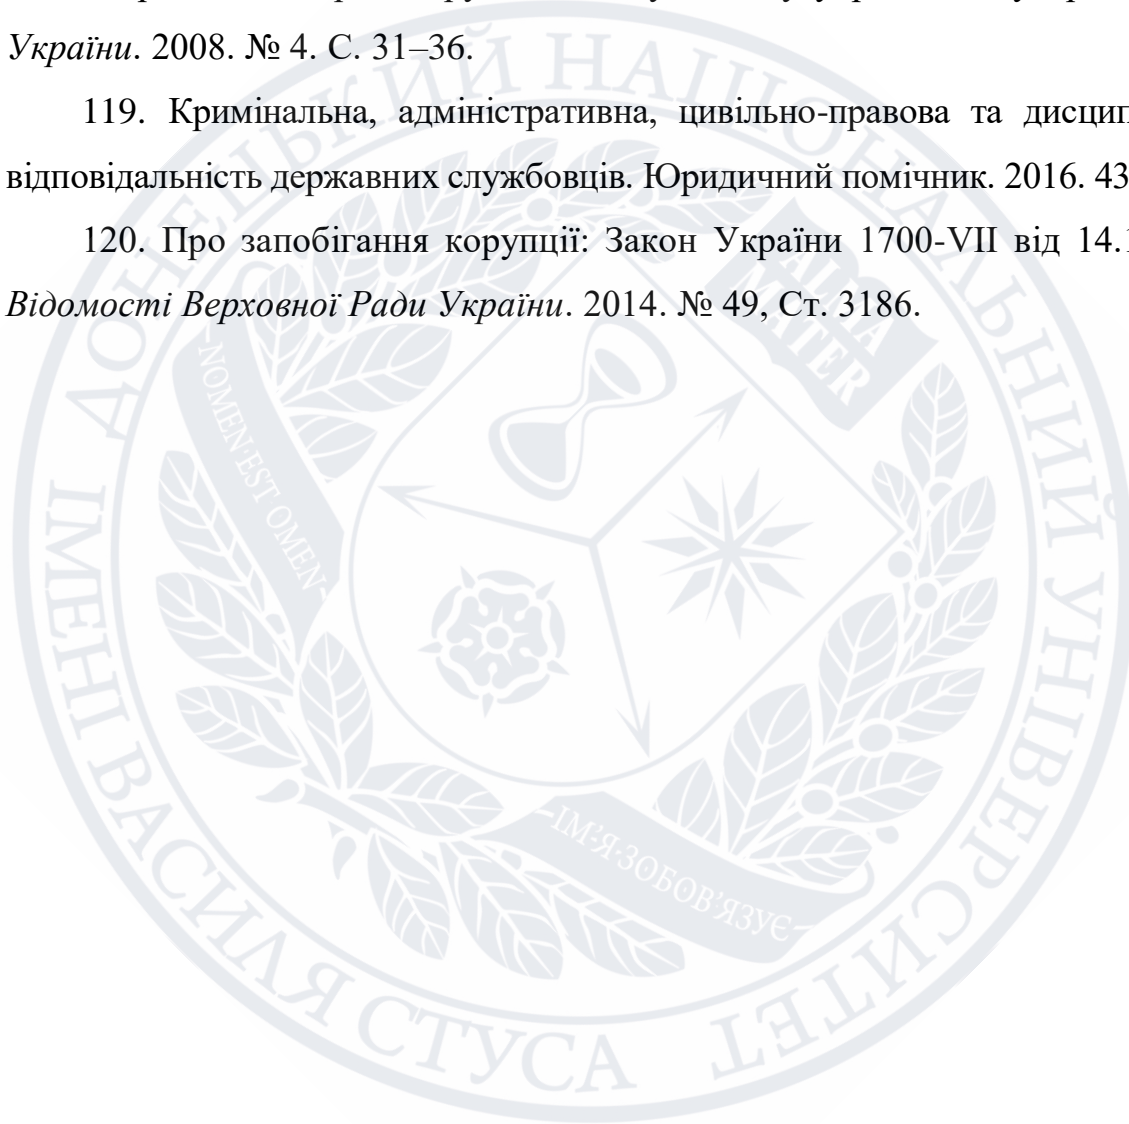 України. 2008. № 4. С. 31–36.
119. Кримінальна, адміністративна, цивільно-правова та
відповідальність державних службовців. Юридичний помічник. 2016. 43
120. Про запобігання корупції: Закон України 1700-VII від
Відомості Верховної Ради України. 2014. № 49, Ст. 3186.
ДОНЕЦЬКИЙ НАЦІОНАЛЬНИЙ УНІВЕРСИТЕТ
ІМЕНІ ВАСИЛЯ СТУСА
ALMA
MATER
NOMEN·EST OMEN
ІМ'Я·ЗОБОВ'ЯЗУЄ